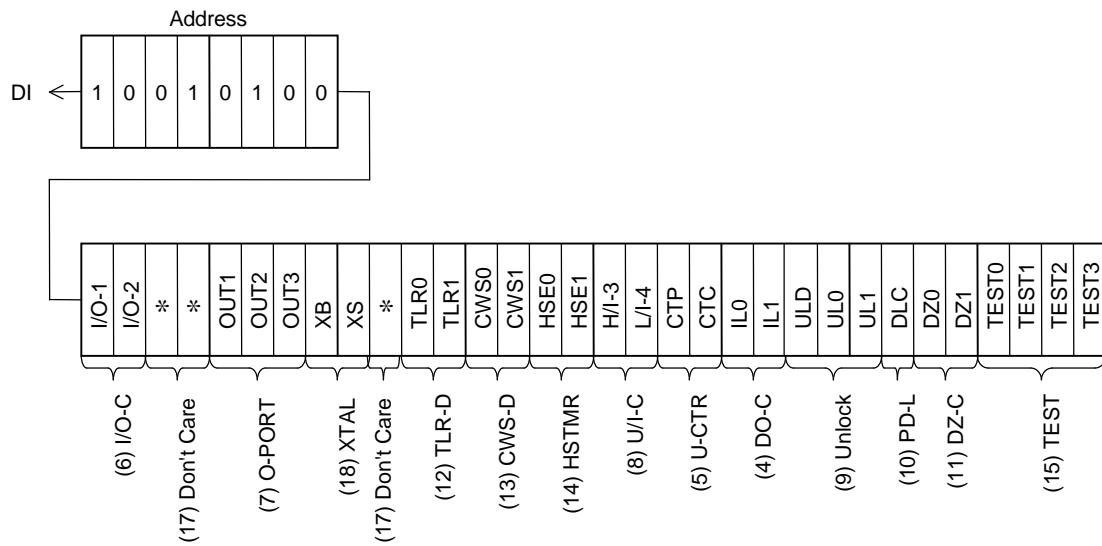 Address
DI
1 0 0 1 0 1 0 0
I/O-1
I/O-2
*
*
OUT1
OUT2
OUT3
XB
XS
*
TLR0
TLR1
CWS0
CWS1
HSE0
HSE1
H/I-3
L/I-4
CTP
CTC
IL0
IL1
ULD
UL0
UL1
DLC
DZ0
DZ1
TEST0
TEST1
TEST2
TEST3
(6) I/O-C
(17) Don't Care
(7) O-PORT
(18) XTAL
(17) Don't Care
(12) TLR-D
(13) CWS-D
(14) HSTMR
(8) U/I-C
(5) U-CTR
(4) DO-C
(9) Unlock
(10) PD-L
(11) DZ-C
(15) TEST